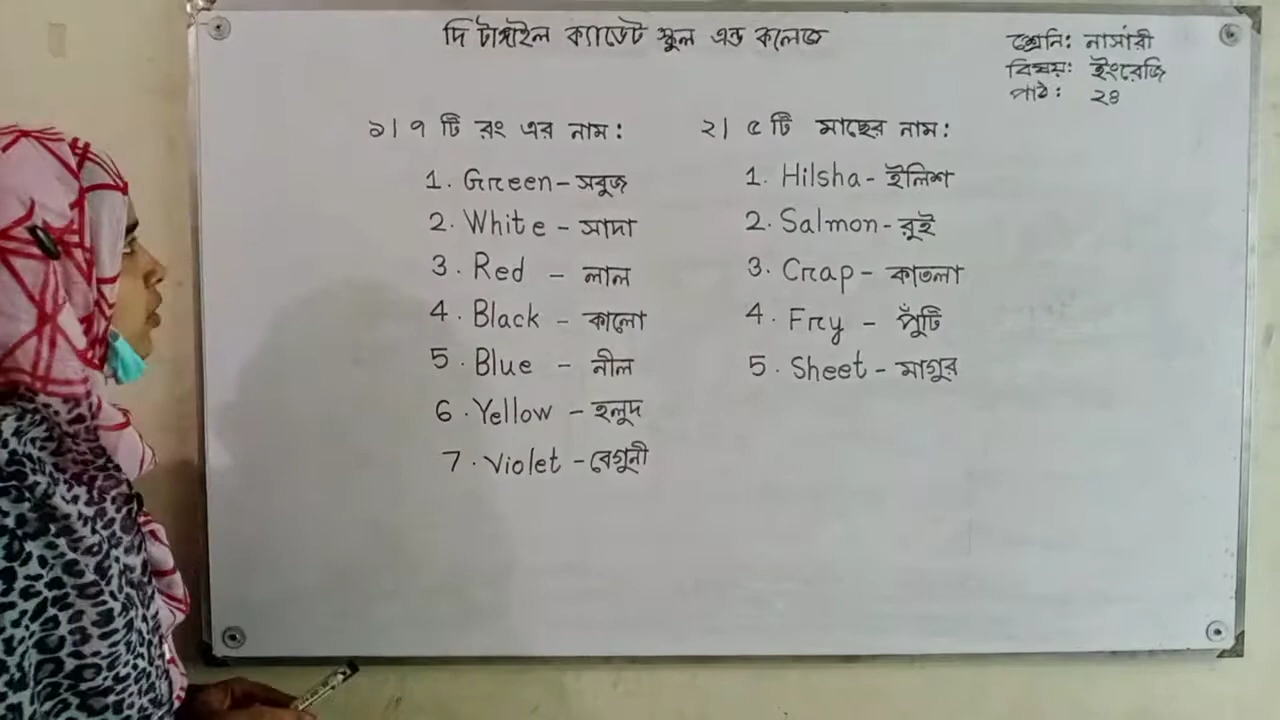 দি টাঙ্গাইল ক্যাডেট স্কুল এন্ড কলেজ
শ্রেনি: নার্সারী
বিষয়: ইংরেজি
পাঠ: ২৪
১। ৭ টি রং এর নাম:
1. Green - সবুজ
2. White - সাদা
3. Red - লাল
4. Black - কালো
5. Blue - নীল
6. Yellow - হলুদ
7. Violet - বেগুনী
২। ৫ টি মাছের নাম:
1. Hilsha - ইলিশ
2. Salmon - রুই
3. Crap - কাতলা
4. Fry - পুঁটি
5. Sheet - মাগুর